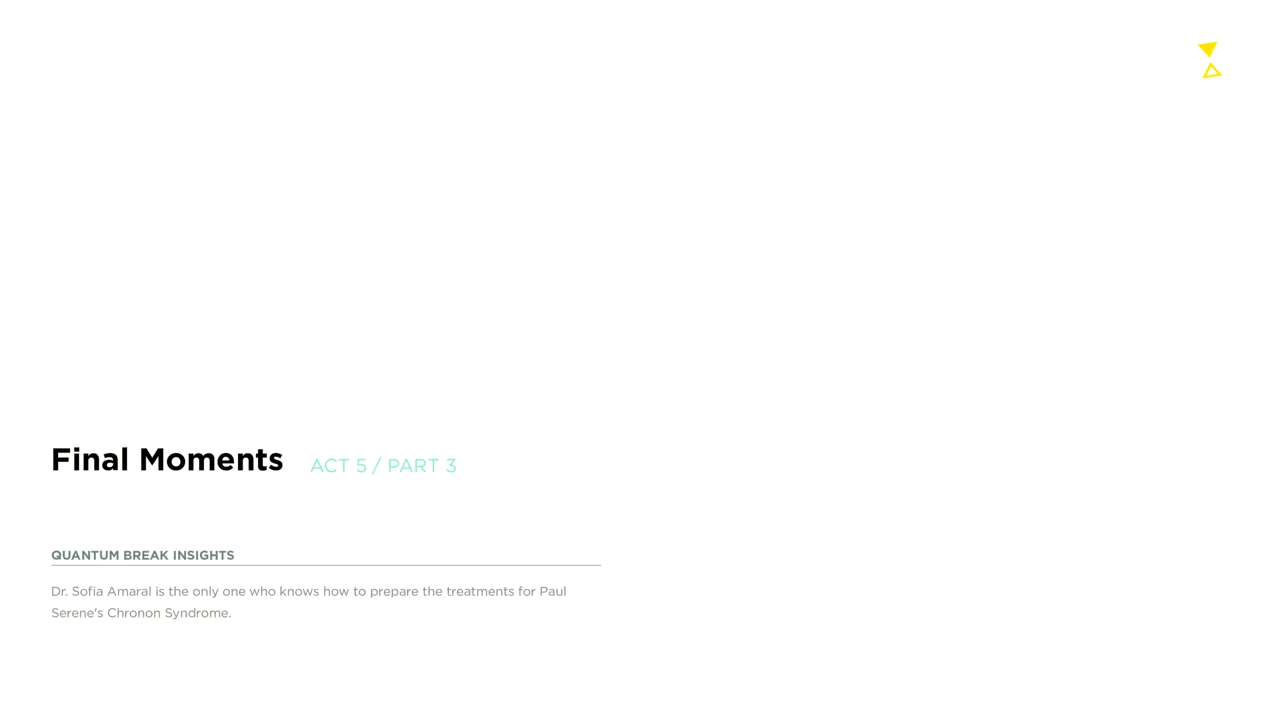 Final Moments ACT 5 / PART 3
QUANTUM BREAK INSIGHTS
Dr. Sofia Amaral is the only one who knows how to prepare the treatments for Paul
Serene's Chronon Syndrome.